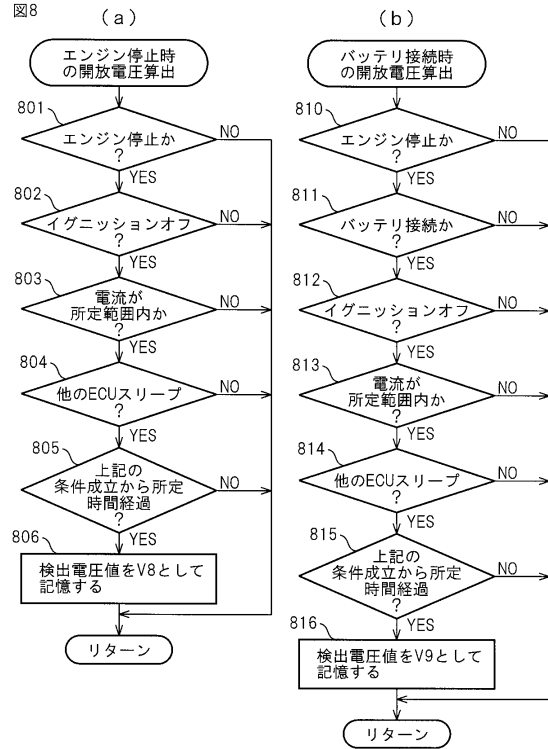 図8
(a)
エンジン停止時
の開放電圧算出
801
エンジン停止か
?
NO
YES
802
イグニッションオフ
?
NO
YES
803
電流が
所定範囲内か
?
NO
YES
804
他のECUスリープ
?
NO
YES
805
上記の
条件成立から所定
時間経過
?
NO
YES
806
検出電圧値をV8として
記憶する
リターン
(b)
バッテリ接続時
の開放電圧算出
810
エンジン停止か
?
NO
YES
811
バッテリ接続か
?
NO
YES
812
イグニッションオフ
?
NO
YES
813
電流が
所定範囲内か
?
NO
YES
814
他のECUスリープ
?
NO
YES
815
上記の
条件成立から所定
時間経過
?
NO
YES
816
検出電圧値をV9として
記憶する
リターン